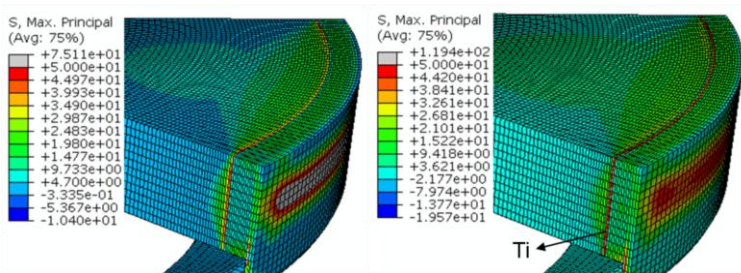 S, Max. Principal
(Avg: 75%)
+7.511e+01
+5.000e+01
+4.497e+01
+3.993e+01
+3.490e+01
+2.987e+01
+2.483e+01
+1.980e+01
+1.477e+01
+9.733e+00
+4.700e+00
-3.335e-01
-5.367e+00
-1.040e+01
S, Max. Principal
(Avg: 75%)
+1.194e+02
+5.000e+01
+4.420e+01
+3.841e+01
+3.261e+01
+2.681e+01
+2.101e+01
+1.522e+01
+9.418e+00
+3.621e+00
-2.177e+00
-7.974e+00
-1.377e+01
-1.957e+01
Ti